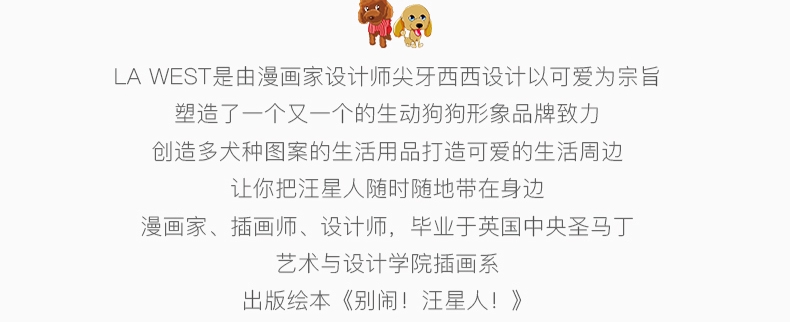 LA WEST是由漫画家设计师尖牙西西设计以可爱为宗旨
塑造了一个又一个的生动狗狗形象品牌致力
创造多犬种图案的生活用品打造可爱的生活周边
让你把汪星人随时随地带在身边
漫画家、插画师、设计师，毕业于英国中央圣马丁
艺术与设计学院插画系
出版绘本《别闹！汪星人！》